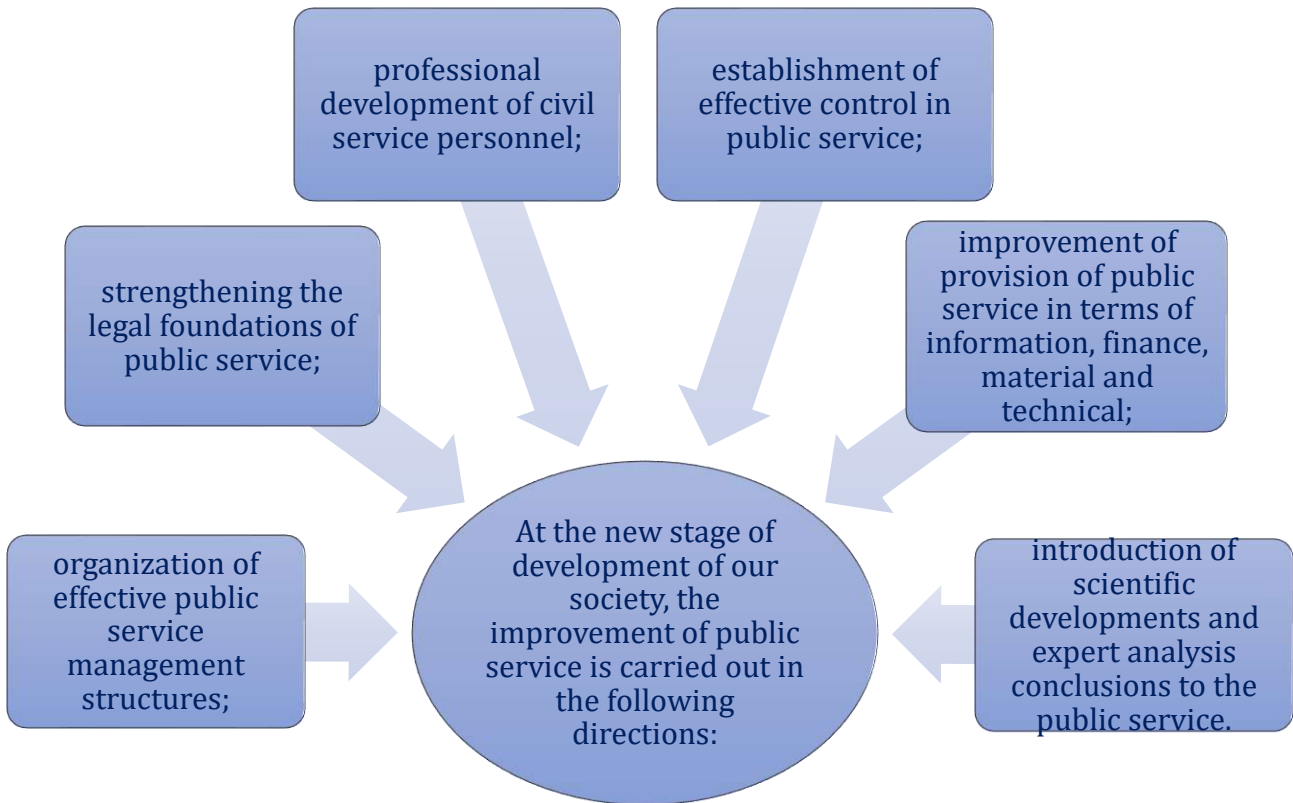 organization of
effective public
service
management
structures;
strengthening the
legal foundations of
public service;
professional
development of civil
service personnel;
establishment of
effective control in
public service;
improvement of
provision of public
service in terms of
information, finance,
material and
technical;
introduction of
scientific
developments and
expert analysis
conclusions to the
public service.
At the new stage of
development of our
society, the
improvement of public
service is carried out in
the following
directions: